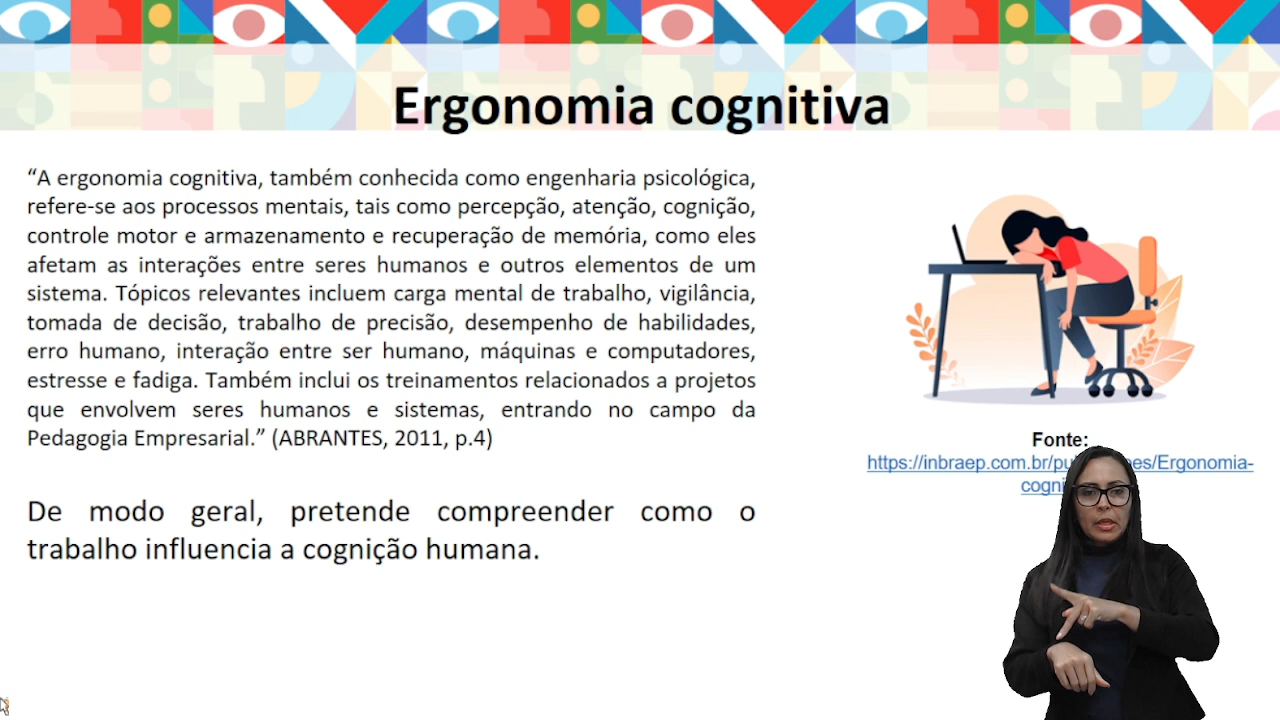 Ergonomia cognitiva
“A ergonomia cognitiva, também conhecida como engenharia psicológica,
refere-se aos processos mentais, tais como percepção, atenção, cognição,
controle motor e armazenamento e recuperação de memória, como eles
afetam as interações entre seres humanos e outros elementos de um
sistema. Tópicos relevantes incluem carga mental de trabalho, vigilância,
tomada de decisão, trabalho de precisão, desempenho de habilidades,
erro humano, interação entre ser humano, máquinas e computadores,
estresse e fadiga. Também inclui os treinamentos relacionados a projetos
que envolvem seres humanos e sistemas, entrando no campo da
Pedagogia Empresarial.” (ABRANTES, 2011, p.4)
De modo geral, pretende compreender como o
trabalho influencia a cognição humana.
Fonte:
https://inbraep.com.br/pu es/Ergonomia-
cogni